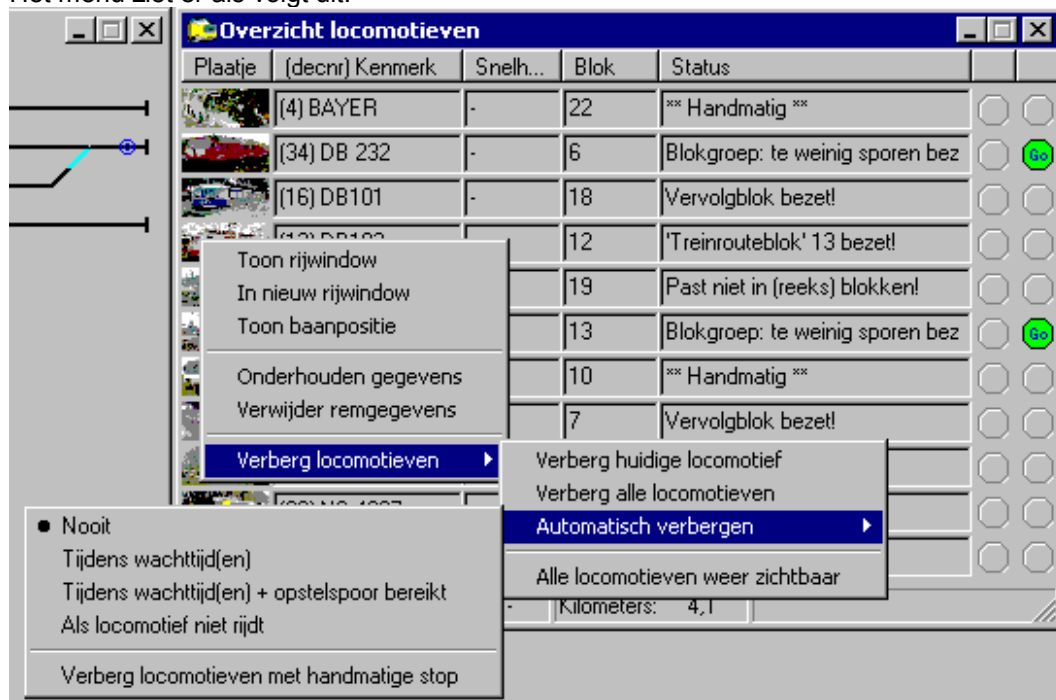 Het menu ziet er als volgt uit:
Overzicht locomotieven
Plaatje (decnr) Kenmerk Snelh... Blok Status
(4) BAYER - 22 ** Handmatig **
(34) DB 232 - 6 Blokgroep: te weinig sporen bez Go
(16) DB101 - 18 Vervolgblok bezet!
12 'Treinrouteblok' 13 bezet!
19 Past niet in (reeks) blokken!
13 Blokgroep: te weinig sporen bez Go
10 ** Handmatig **
7 Vervolgblok bezet!
Toon rijwindow
In nieuw rijwindow
Toon baanpositie
Onderhouden gegevens
Verwijder remgegevens
Verberg locomotieven
Verberg huidige locomotief
Verberg alle locomotieven
Automatisch verbergen
Alle locomotieven weer zichtbaar
Nooit
Tijdens wachttijd(en)
Tijdens wachttijd(en) + opstelspoor bereikt
Als locomotief niet rijdt
Verberg locomotieven met handmatige stop
- Kilometers: 4,1